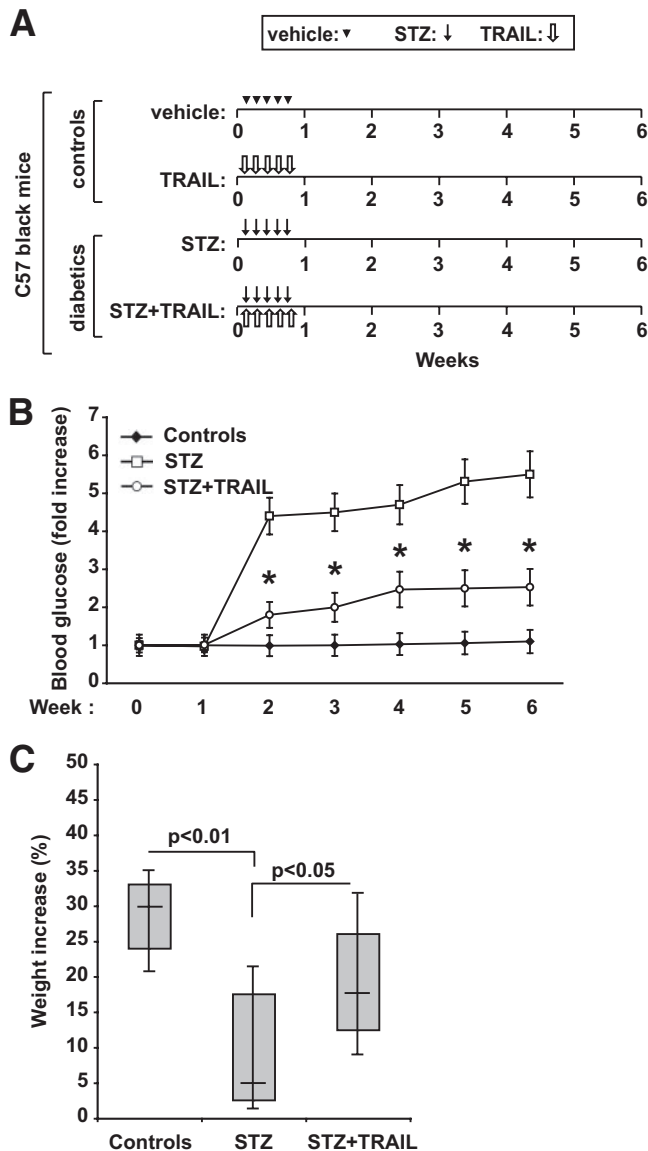 A
vehicle: STZ: TRAIL:
C57 black mice
controls
vehicle:
0 1 2 3 4 5 6
TRAIL:
0 1 2 3 4 5 6
diabetics
STZ:
0 1 2 3 4 5 6
STZ+TRAIL:
0 1 2 3 4 5 6
Weeks
B
Blood glucose (fold increase)
7
6
5
4
3
2
1
0
Controls
STZ
STZ+TRAIL
* * * * *
Week : 0 1 2 3 4 5 6
C
Weight increase (%)
50
45
40
35
30
25
20
15
10
5
0
p<0.01
p<0.05
Controls STZ STZ+TRAIL